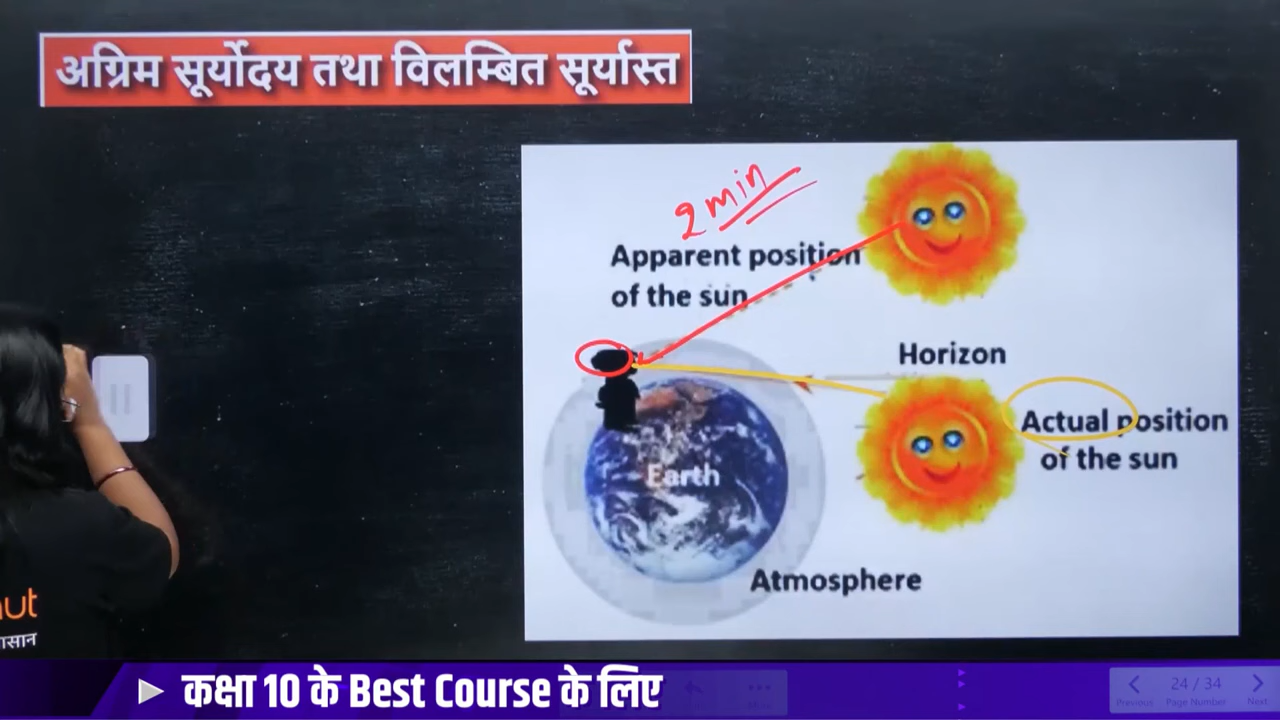 अग्रिम सूर्योदय तथा विलम्बित सूर्यास्त
2 min
Apparent position
of the sun
Horizon
Actual position
of the sun
Earth
Atmosphere
कक्षा 10 के Best Course के लिए
24 / 34
Previous Page Number Next